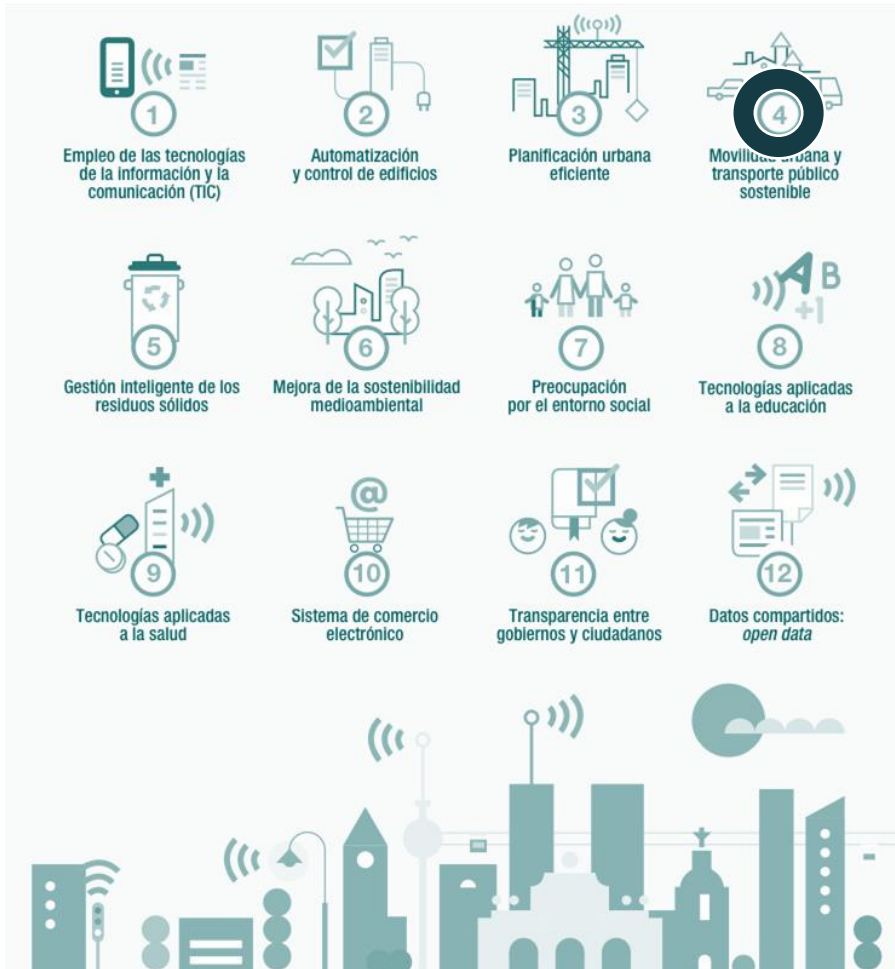 1
Empleo de las tecnologías
de la información y la
comunicación (TIC)
2
Automatización
y control de edificios
3
Planificación urbana
eficiente
4
Movilidad urbana y
transporte público
sostenible
5
Gestión inteligente de los
residuos sólidos
6
Mejora de la sostenibilidad
medioambiental
7
Preocupación
por el entorno social
A B
+1
8
Tecnologías aplicadas
a la educación
9
Tecnologías aplicadas
a la salud
@
10
Sistema de comercio
electrónico
11
Transparencia entre
gobiernos y ciudadanos
12
Datos compartidos:
open data